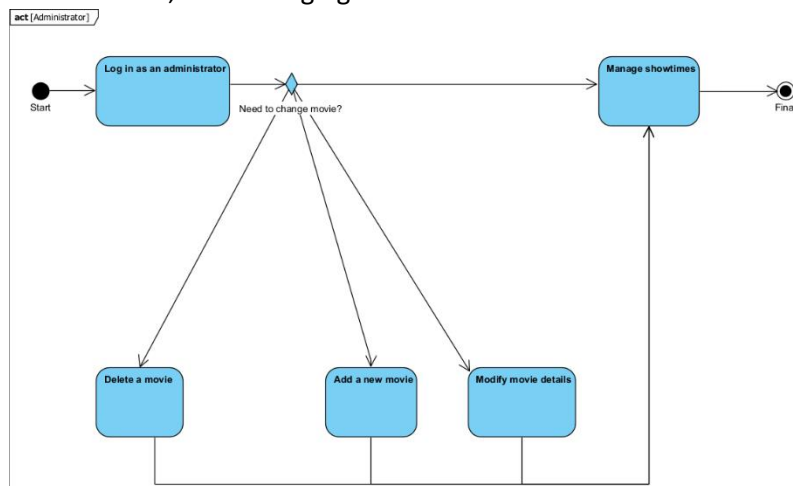 act [Administrator]
Log in as an administrator
Manage showtimes
Start
Need to change movie?
Fina
Delete a movie
Add a new movie
Modify movie details